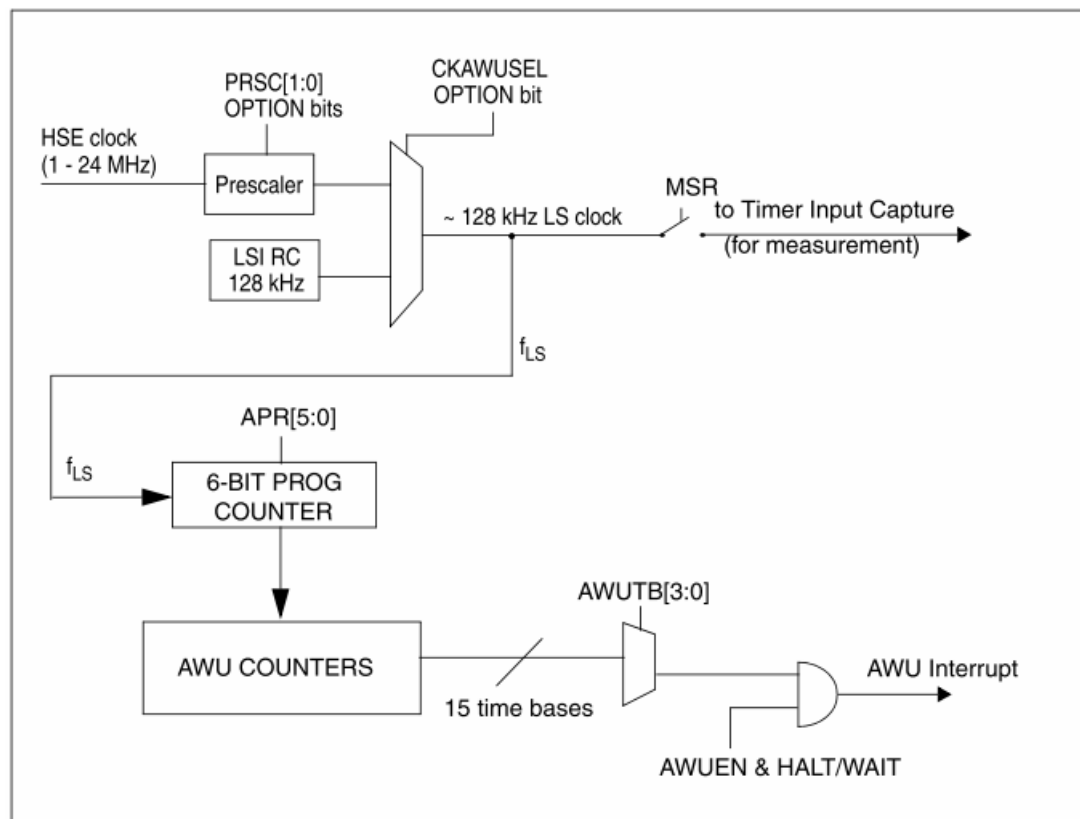 CKAWUSEL
OPTION bit
PRSC[1:0]
OPTION bits
HSE clock
(1 - 24 MHz)
Prescaler
MSR
to Timer Input Capture
(for measurement)
~ 128 kHz LS clock
LSI RC
128 kHz
fLS
APR[5:0]
fLS
6-BIT PROG
COUNTER
AWUTB[3:0]
AWU COUNTERS
15 time bases
AWU Interrupt
AWUEN & HALT/WAIT